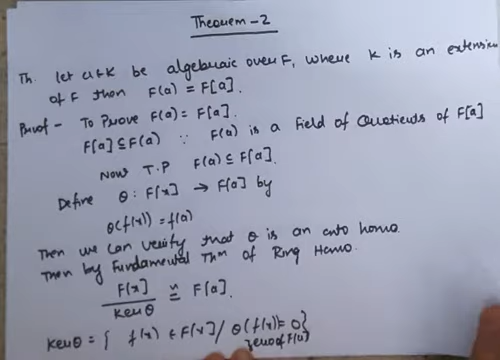 Theorem - 2
Th. let a ∈ K be algebraic over F, where K is an extension
of F then F(a) = F[a].
Proof - To Prove F(a) = F[a].
F[a] ⊆ F(a) ∵ F(a) is a Field of Quotients of F[a]
Now T.P F(a) ⊆ F[a].
Define θ : F[x] → F[a] by
θ(f(x)) = f(a)
Then we can verify that θ is an onto homo.
Then by Fundamental Thm of Ring Homo.
F[x]
/ Ker θ ≅ F[a].
Ker θ = { f(x) ∈ F[x] / θ(f(x)) = 0}
zero of F[a]